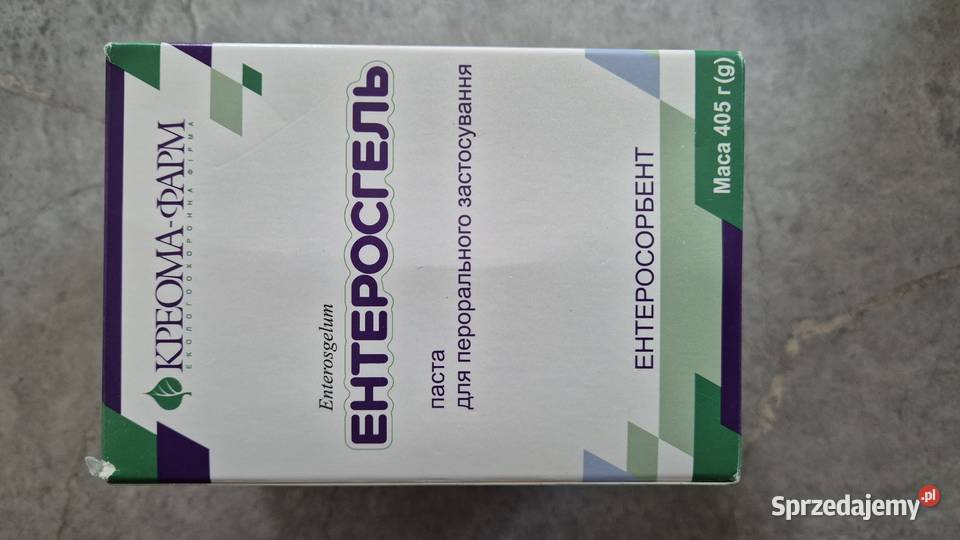 КРЕОМА-ФАРМ
ЕКОЛОГООХОРОННА ФІРМА
Enterosgelum
ЕНТЕРОСГЕЛЬ
паста
для перорального застосування
ЕНТЕРОСОРБЕНТ
Маса 405 г (g)
Sprzedajemy.pl